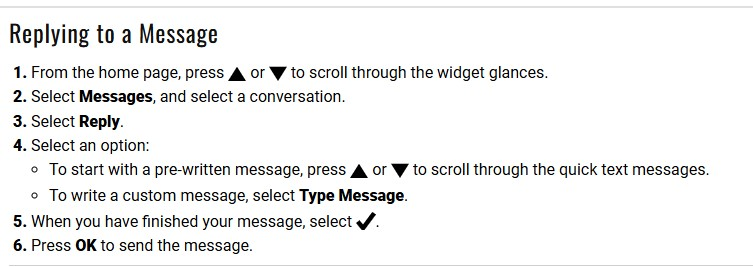 Replying to a Message
1. From the home page, press ▲ or ▼ to scroll through the widget glances.
2. Select Messages, and select a conversation.
3. Select Reply.
4. Select an option:
○ To start with a pre-written message, press ▲ or ▼ to scroll through the quick text messages.
○ To write a custom message, select Type Message.
5. When you have finished your message, select ✔.
6. Press OK to send the message.